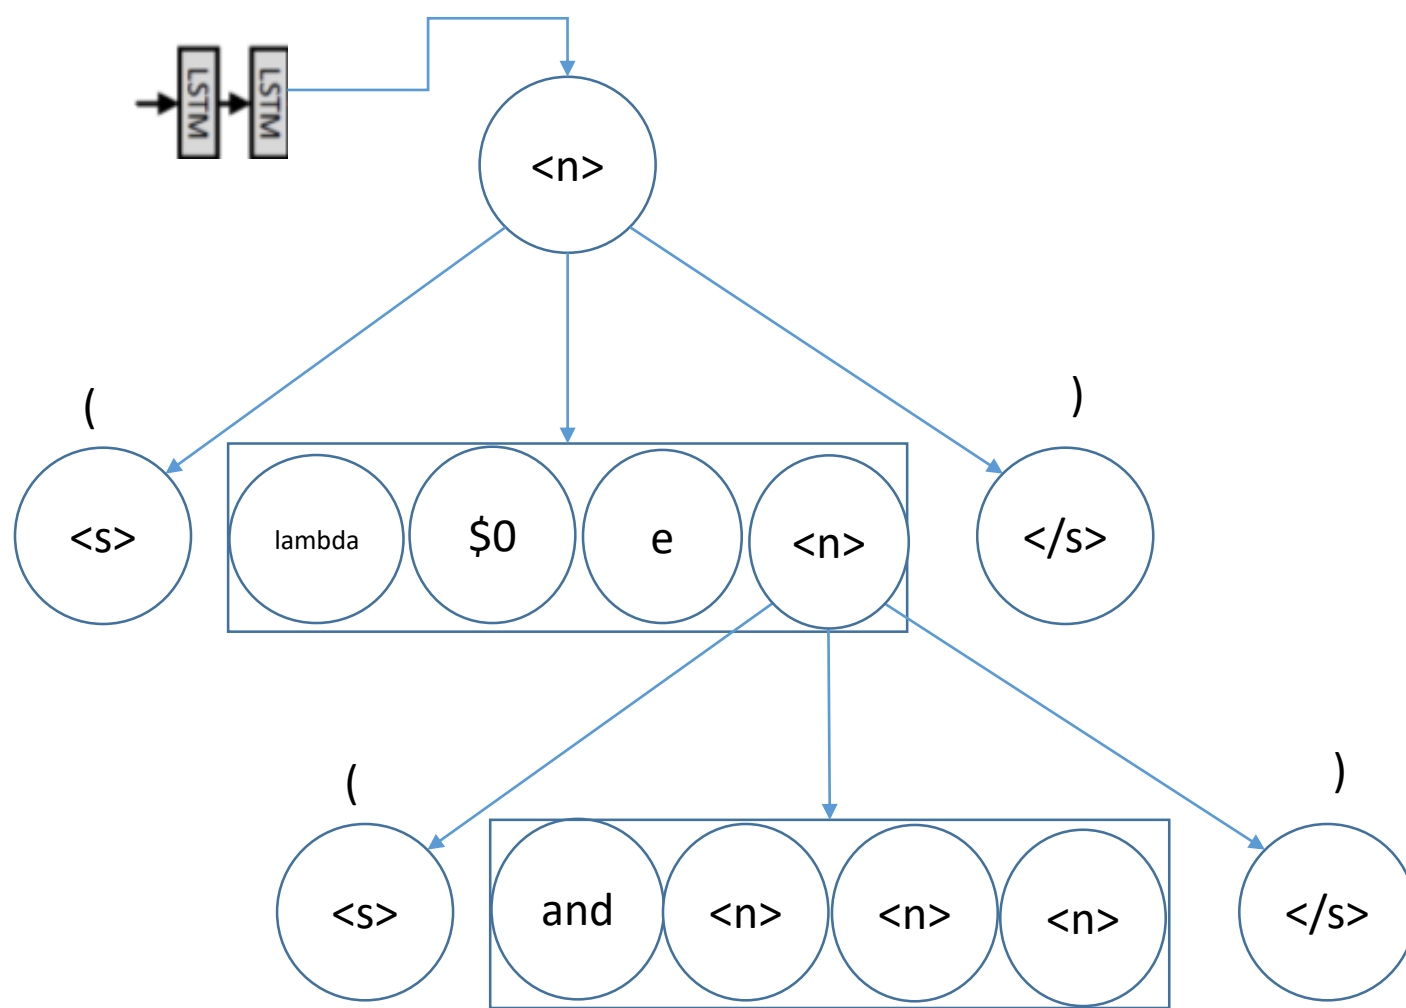 LSTM LSTM
<n>
( )
<s> lambda $0 e <n> </s>
( )
<s> and <n> <n> <n> </s>